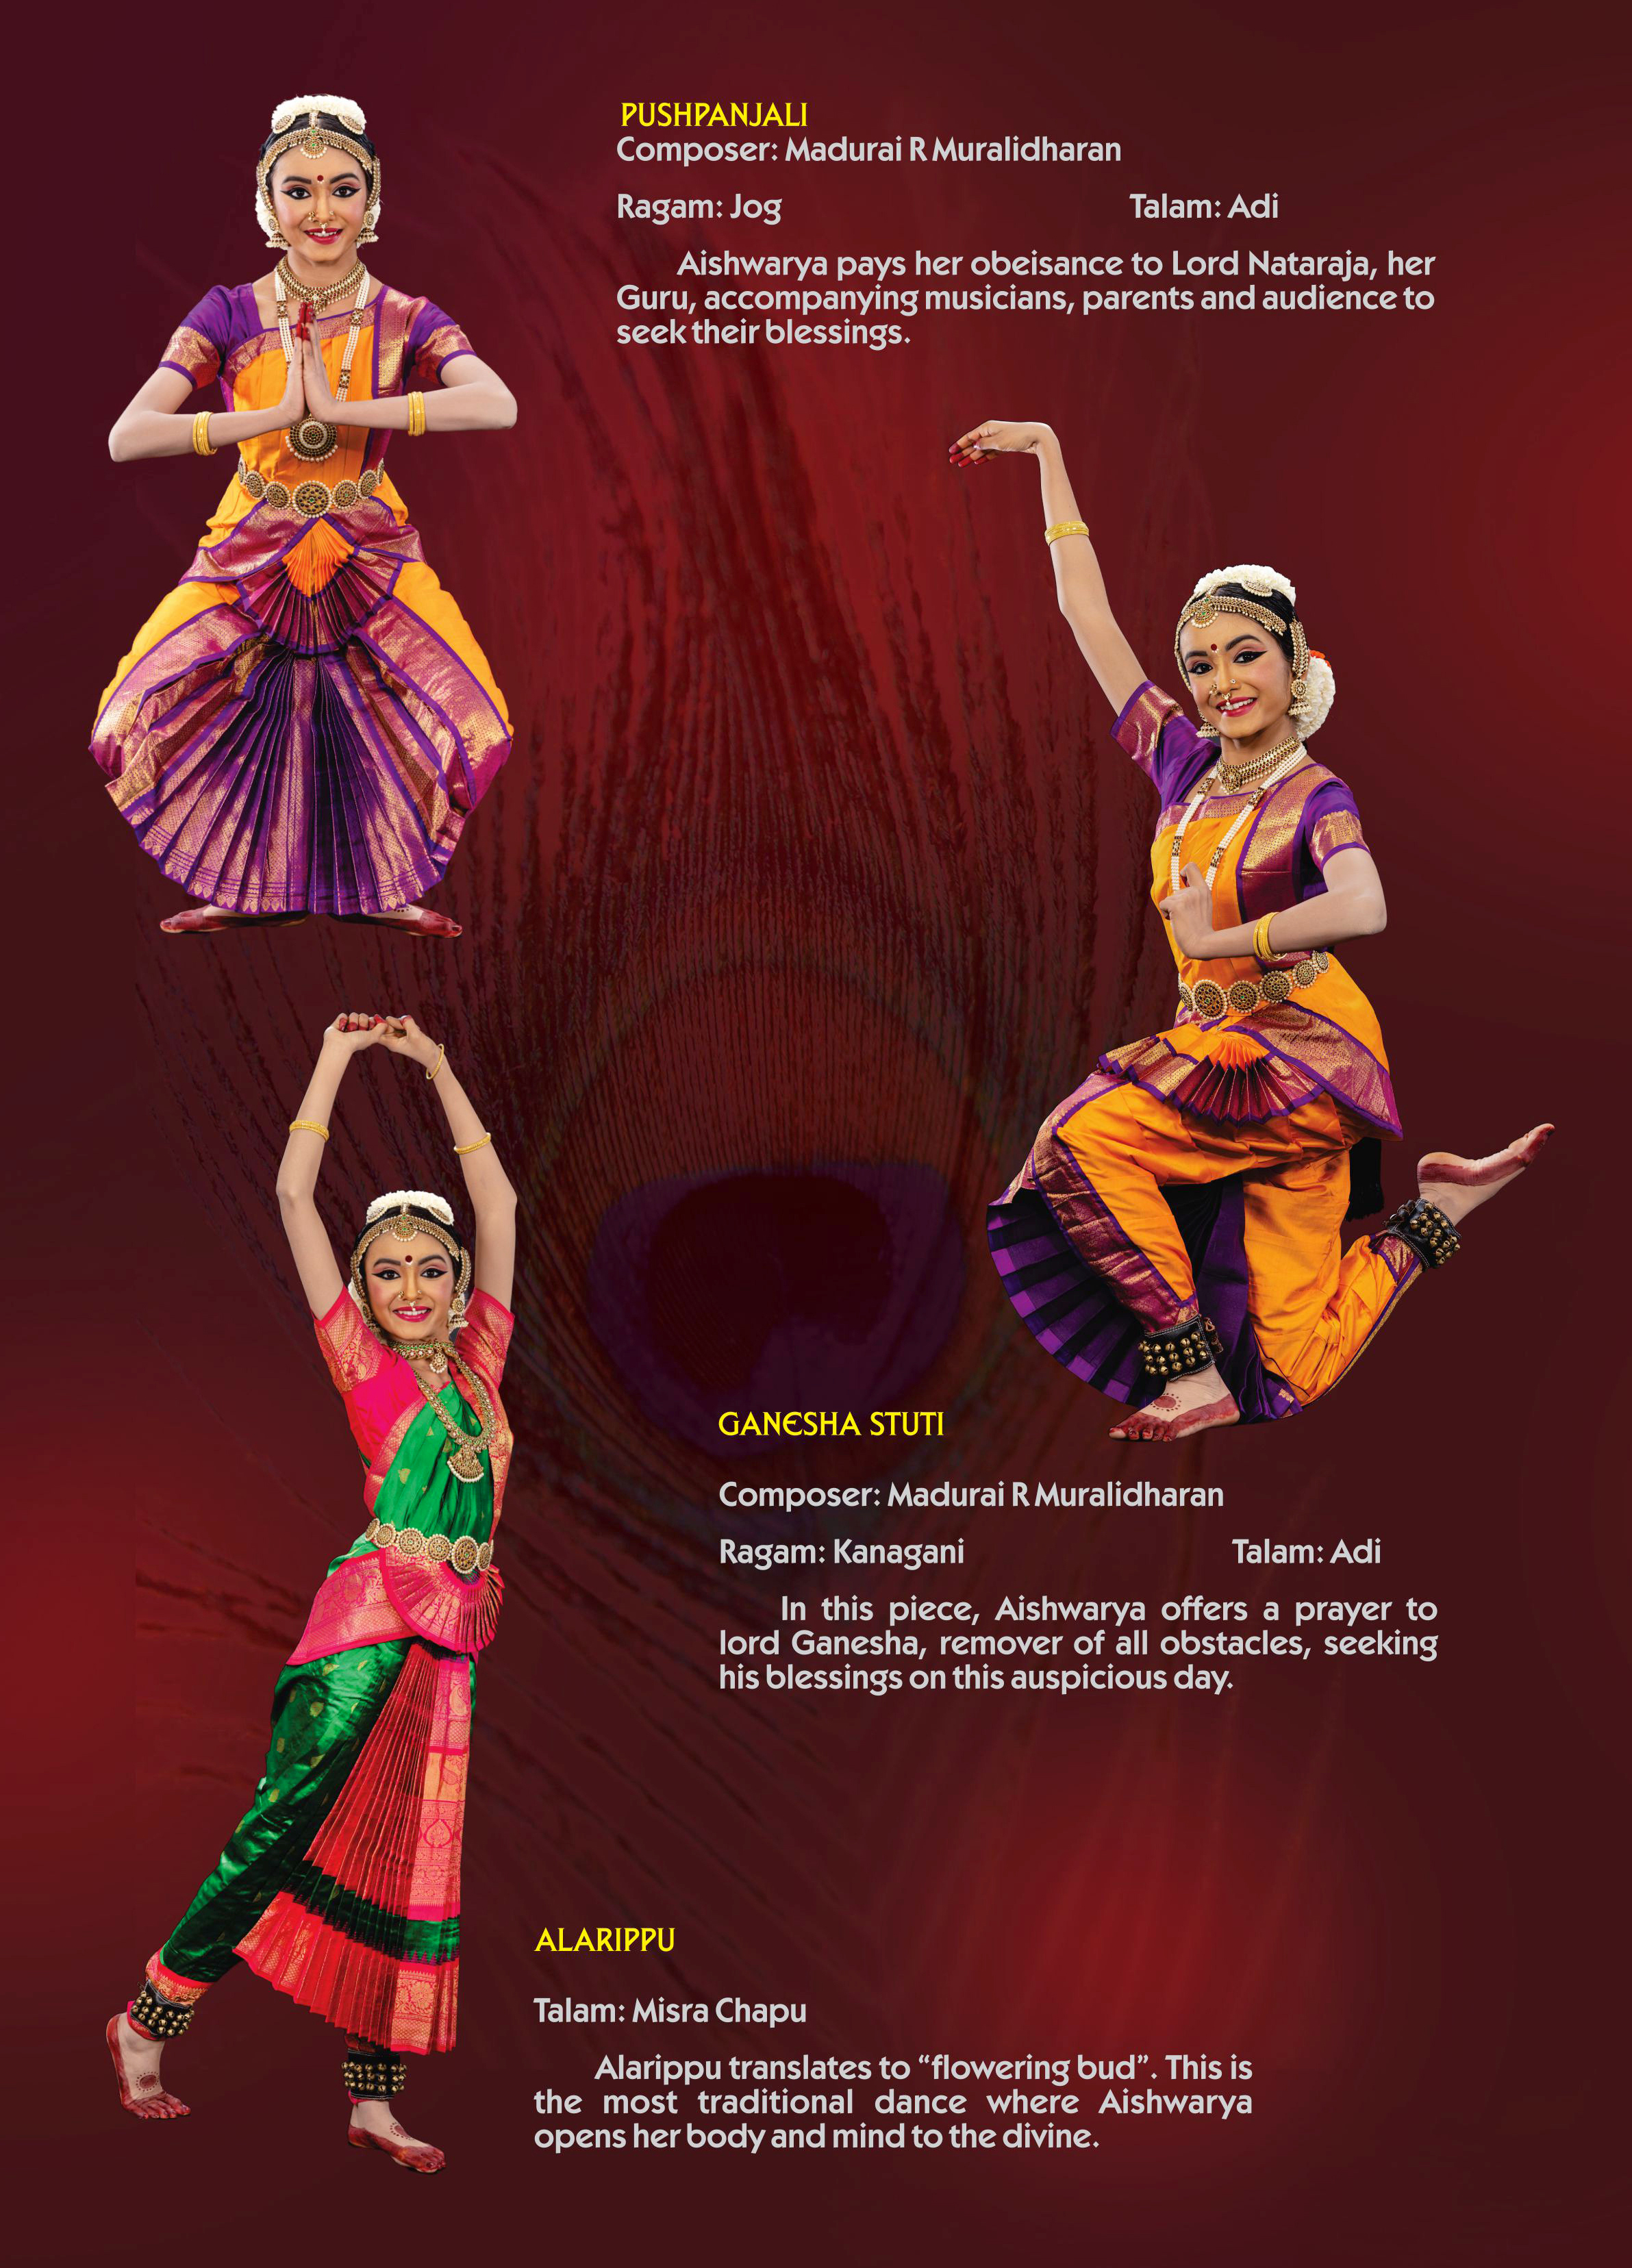 PUSHPANJALI
Composer: Madurai R Muralidharan
Ragam: Jog Talam: Adi
Aishwarya pays her obeisance to Lord Nataraja, her
Guru, accompanying musicians, parents and audience to
seek their blessings.
GANESHA STUTI
Composer: Madurai R Muralidharan
Ragam: Kanagani Talam: Adi
In this piece, Aishwarya offers a prayer to
lord Ganesha, remover of all obstacles, seeking
his blessings on this auspicious day.
ALARIPPU
Talam: Misra Chapu
Alarippu translates to “flowering bud”. This is
the most traditional dance where Aishwarya
opens her body and mind to the divine.